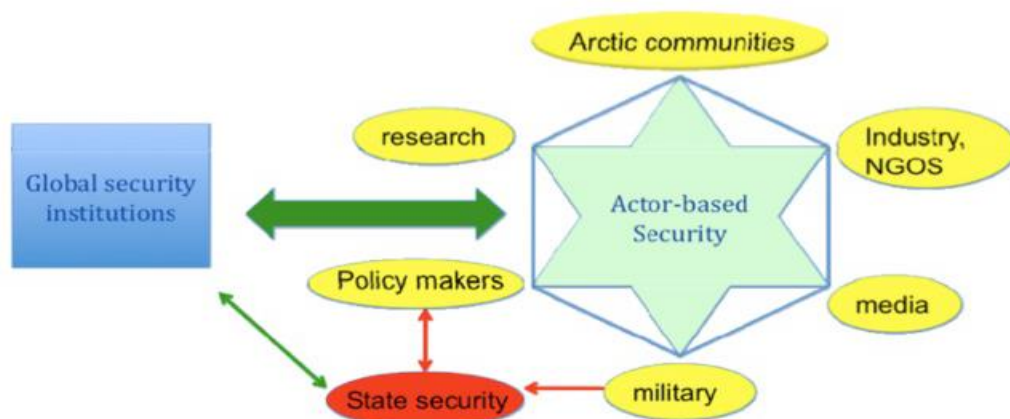 Arctic communities
research
Industry,
NGOS
Global security
institutions
Actor-based
Security
Policy makers
media
State security
military